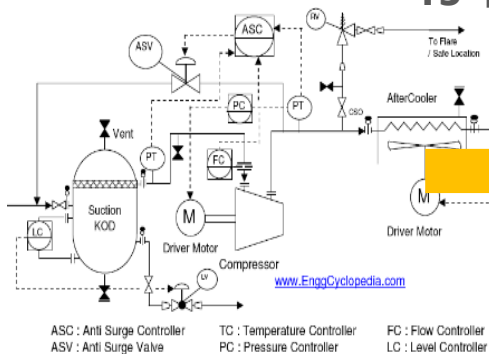 ASC
RV
ASV
To Flare
/ Safe Location
PC
PT
CSO
AfterCooler
Vent
PT
FC
Suction
KOD
LC
M
M
Driver Motor
Driver Motor
Compressor
LV
www.EnggCyclopedia.com
ASC : Anti Surge Controller
TC : Temperature Controller
FC : Flow Controller
ASV : Anti Surge Valve
PC : Pressure Controller
LC : Level Controller